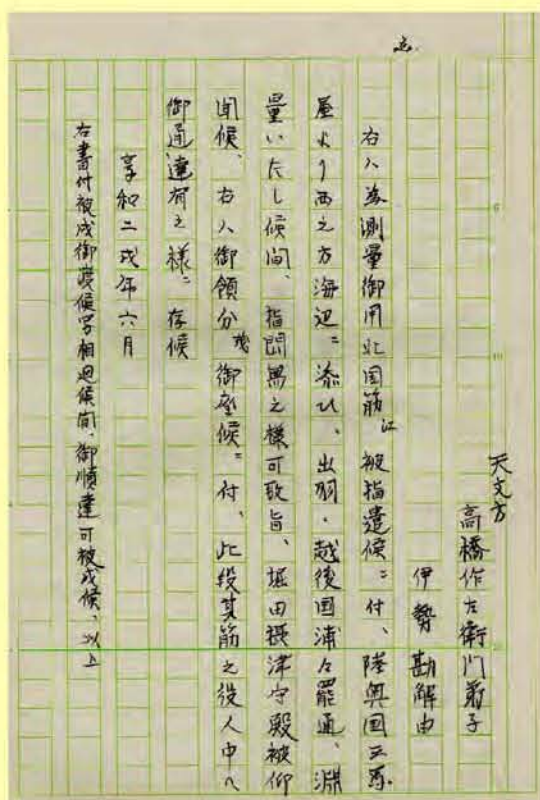 天文方
高橋作左衛門弟子
伊勢勘解由
右ハ為測量御用北国筋江被指遣候ニ付、陸奥国三馬
屋より西之方海辺ニ添ひ、出羽・越後国浦々罷通、測
量いたし候間、指問無之様可致旨、堀田摂津守殿被仰
聞候、右ハ御領分茂御座候ニ付、此段其筋之役人中へ
御通達有之様ニ存候
享和二戌年六月
右書付被成御渡候写相廻候間、御順達可被成候、以上